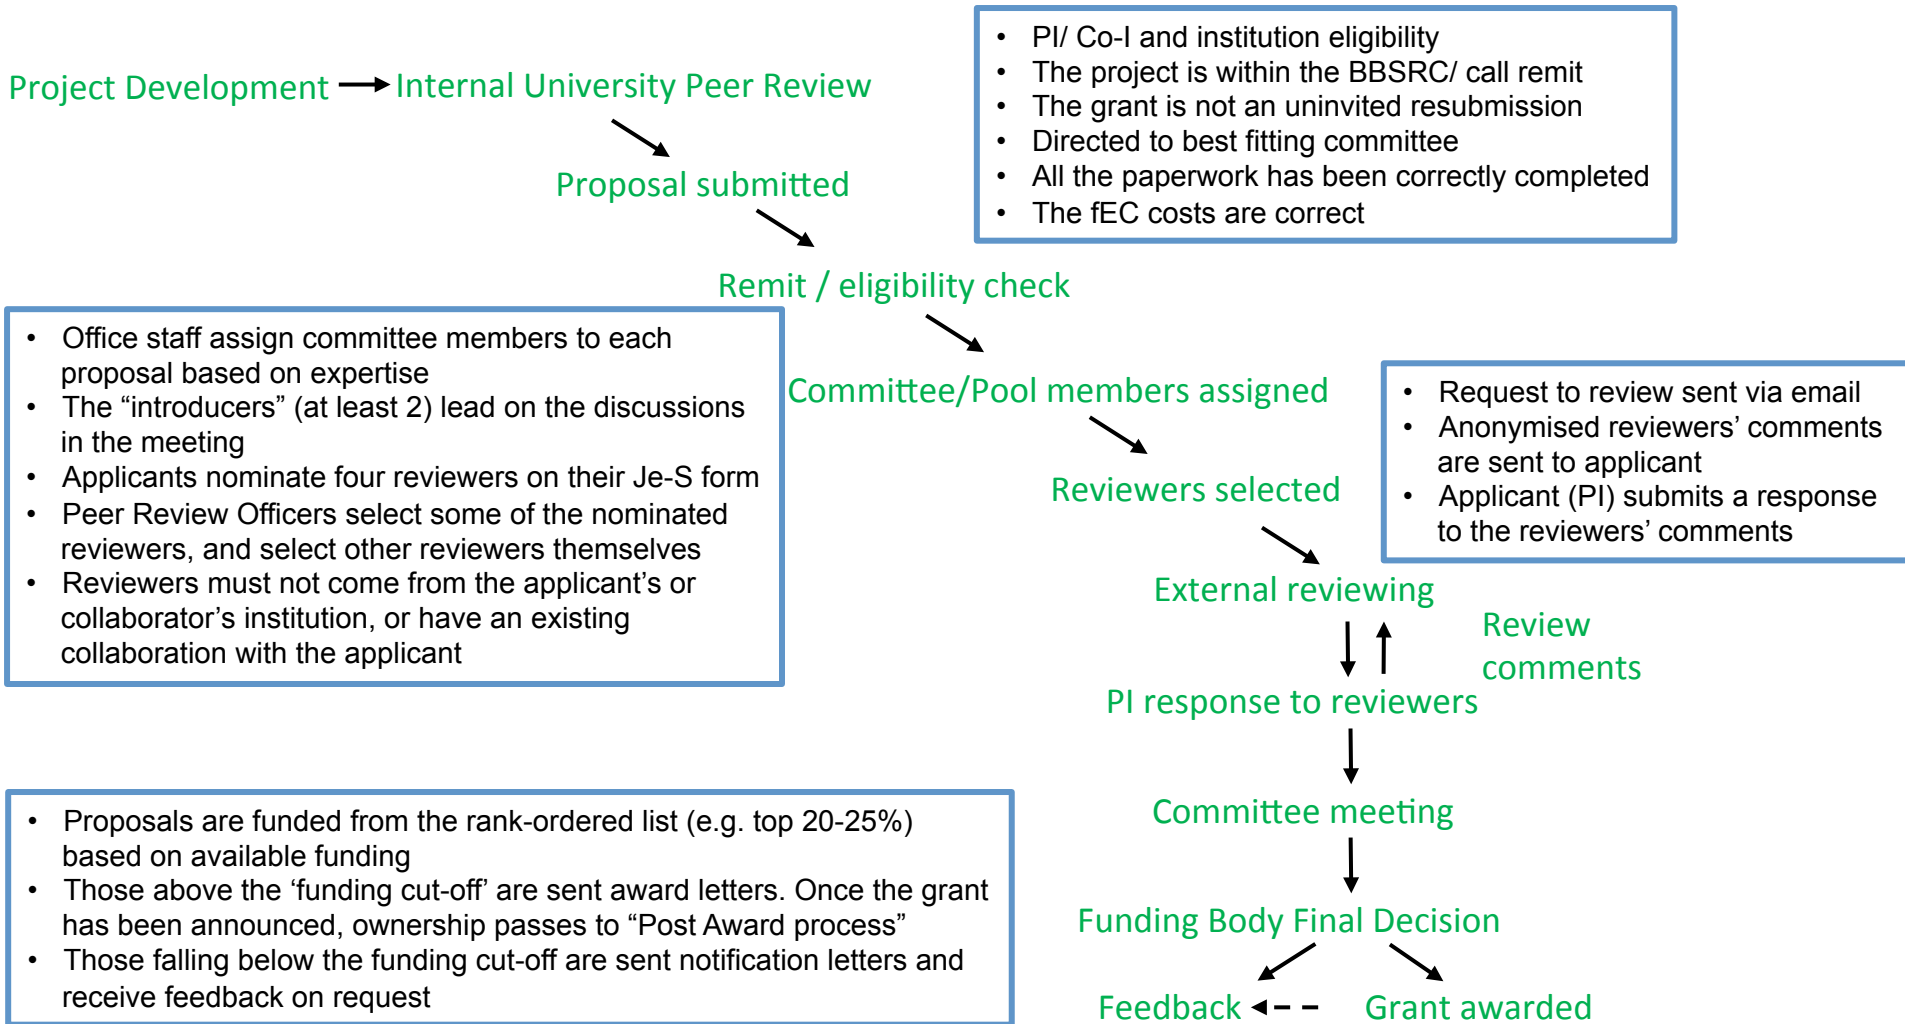 Project Development
Internal University Peer Review
• PI/ Co-I and institution eligibility
• The project is within the BBSRC/ call remit
• The grant is not an uninvited resubmission
• Directed to best fitting committee
• All the paperwork has been correctly completed
• The fEC costs are correct
Proposal submitted
Remit / eligibility check
• Office staff assign committee members to each
proposal based on expertise
• The “introducers” (at least 2) lead on the discussions
in the meeting
• Applicants nominate four reviewers on their Je-S form
• Peer Review Officers select some of the nominated
reviewers, and select other reviewers themselves
• Reviewers must not come from the applicant’s or
collaborator’s institution, or have an existing
collaboration with the applicant
Committee/Pool members assigned
• Request to review sent via email
• Anonymised reviewers’ comments
are sent to applicant
• Applicant (PI) submits a response
to the reviewers’ comments
Reviewers selected
External reviewing
Review
comments
PI response to reviewers
Committee meeting
• Proposals are funded from the rank-ordered list (e.g. top 20-25%)
based on available funding
• Those above the ‘funding cut-off’ are sent award letters. Once the grant
has been announced, ownership passes to “Post Award process”
• Those falling below the funding cut-off are sent notification letters and
receive feedback on request
Funding Body Final Decision
Feedback
Grant awarded